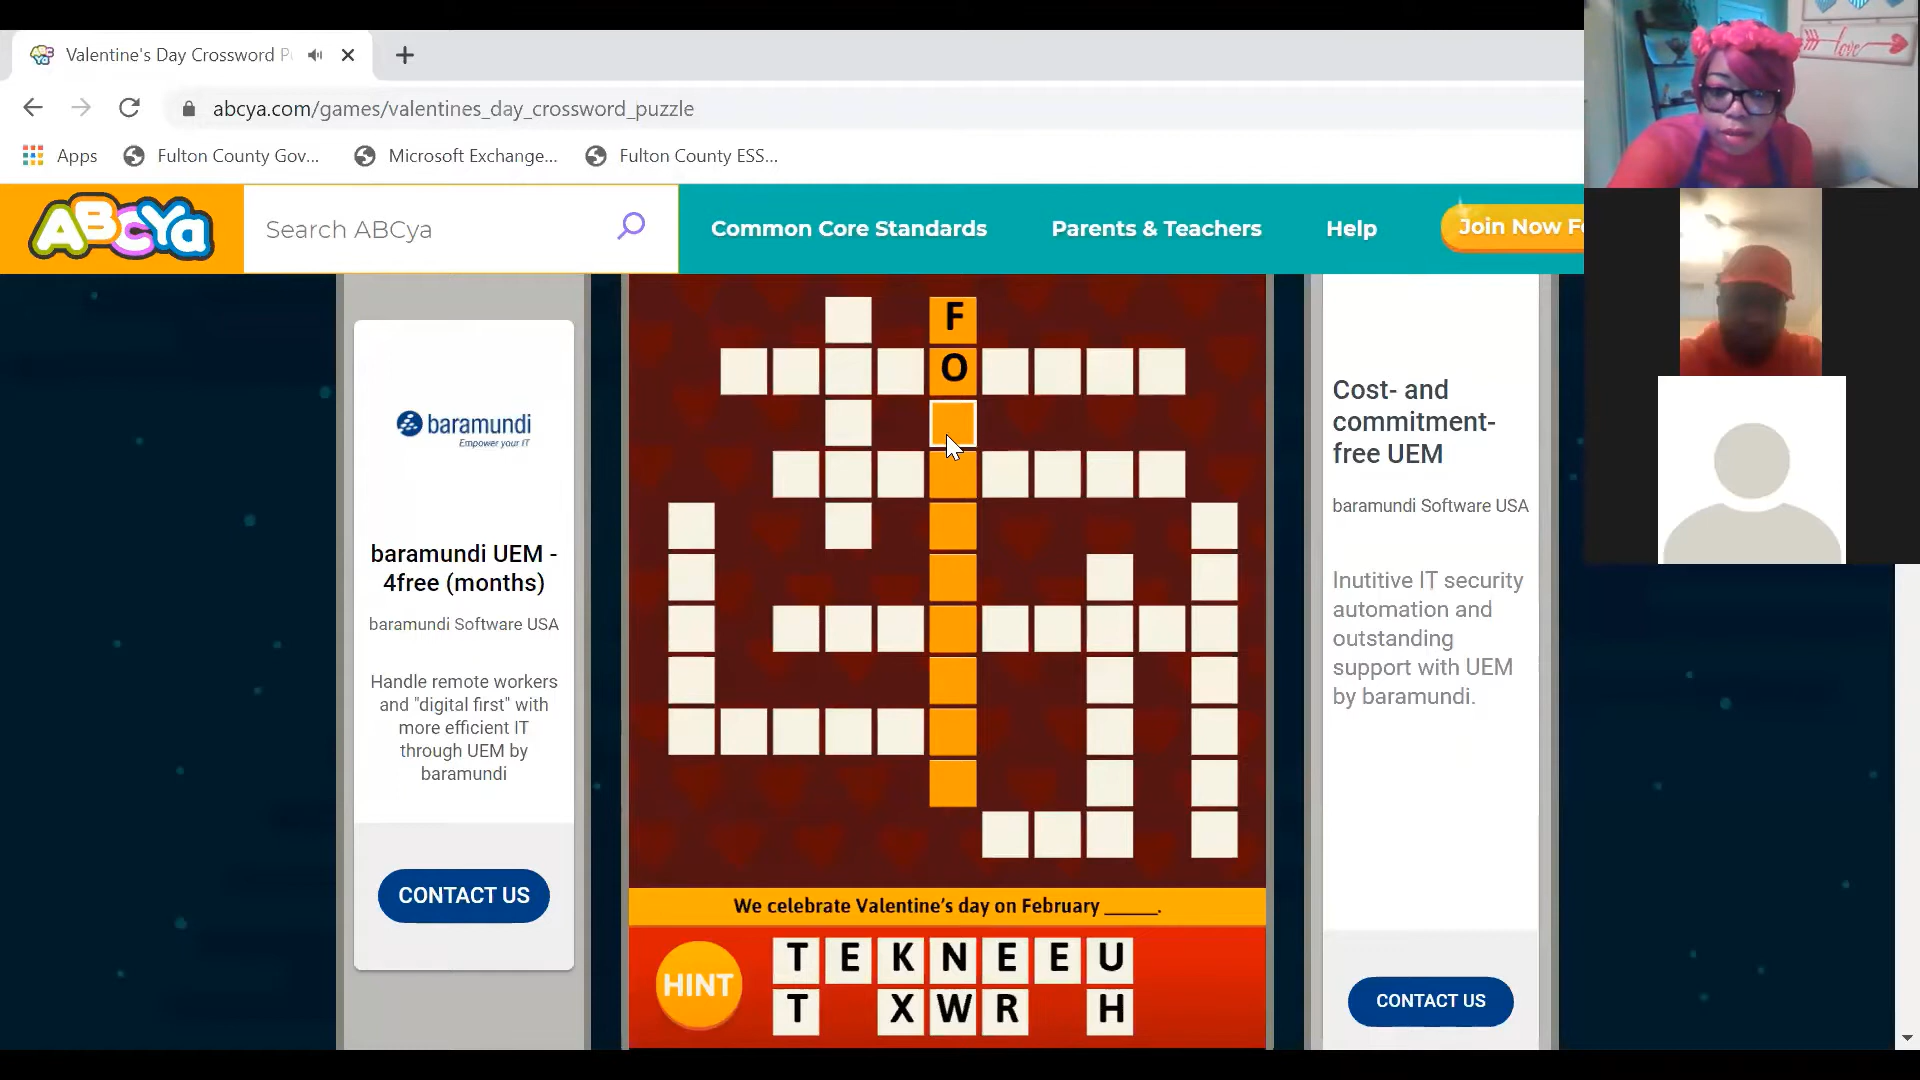 Valentine's Day Crossword P
abcya.com/games/valentines_day_crossword_puzzle
Apps
Fulton County Gov...
Microsoft Exchange...
Fulton County ESS...
ABCYa
Search ABCya
Common Core Standards
Parents & Teachers
Help
Join Now F
love
baramundi
Empower your IT
baramundi UEM -
4free (months)
baramundi Software USA
Handle remote workers
and "digital first" with
more efficient IT
through UEM by
baramundi
CONTACT US
F
O
We celebrate Valentine's day on February ______.
HINT
T E K N E E U
T X W R H
Cost- and
commitment-
free UEM
baramundi Software USA
Inutitive IT security
automation and
outstanding
support with UEM
by baramundi.
CONTACT US